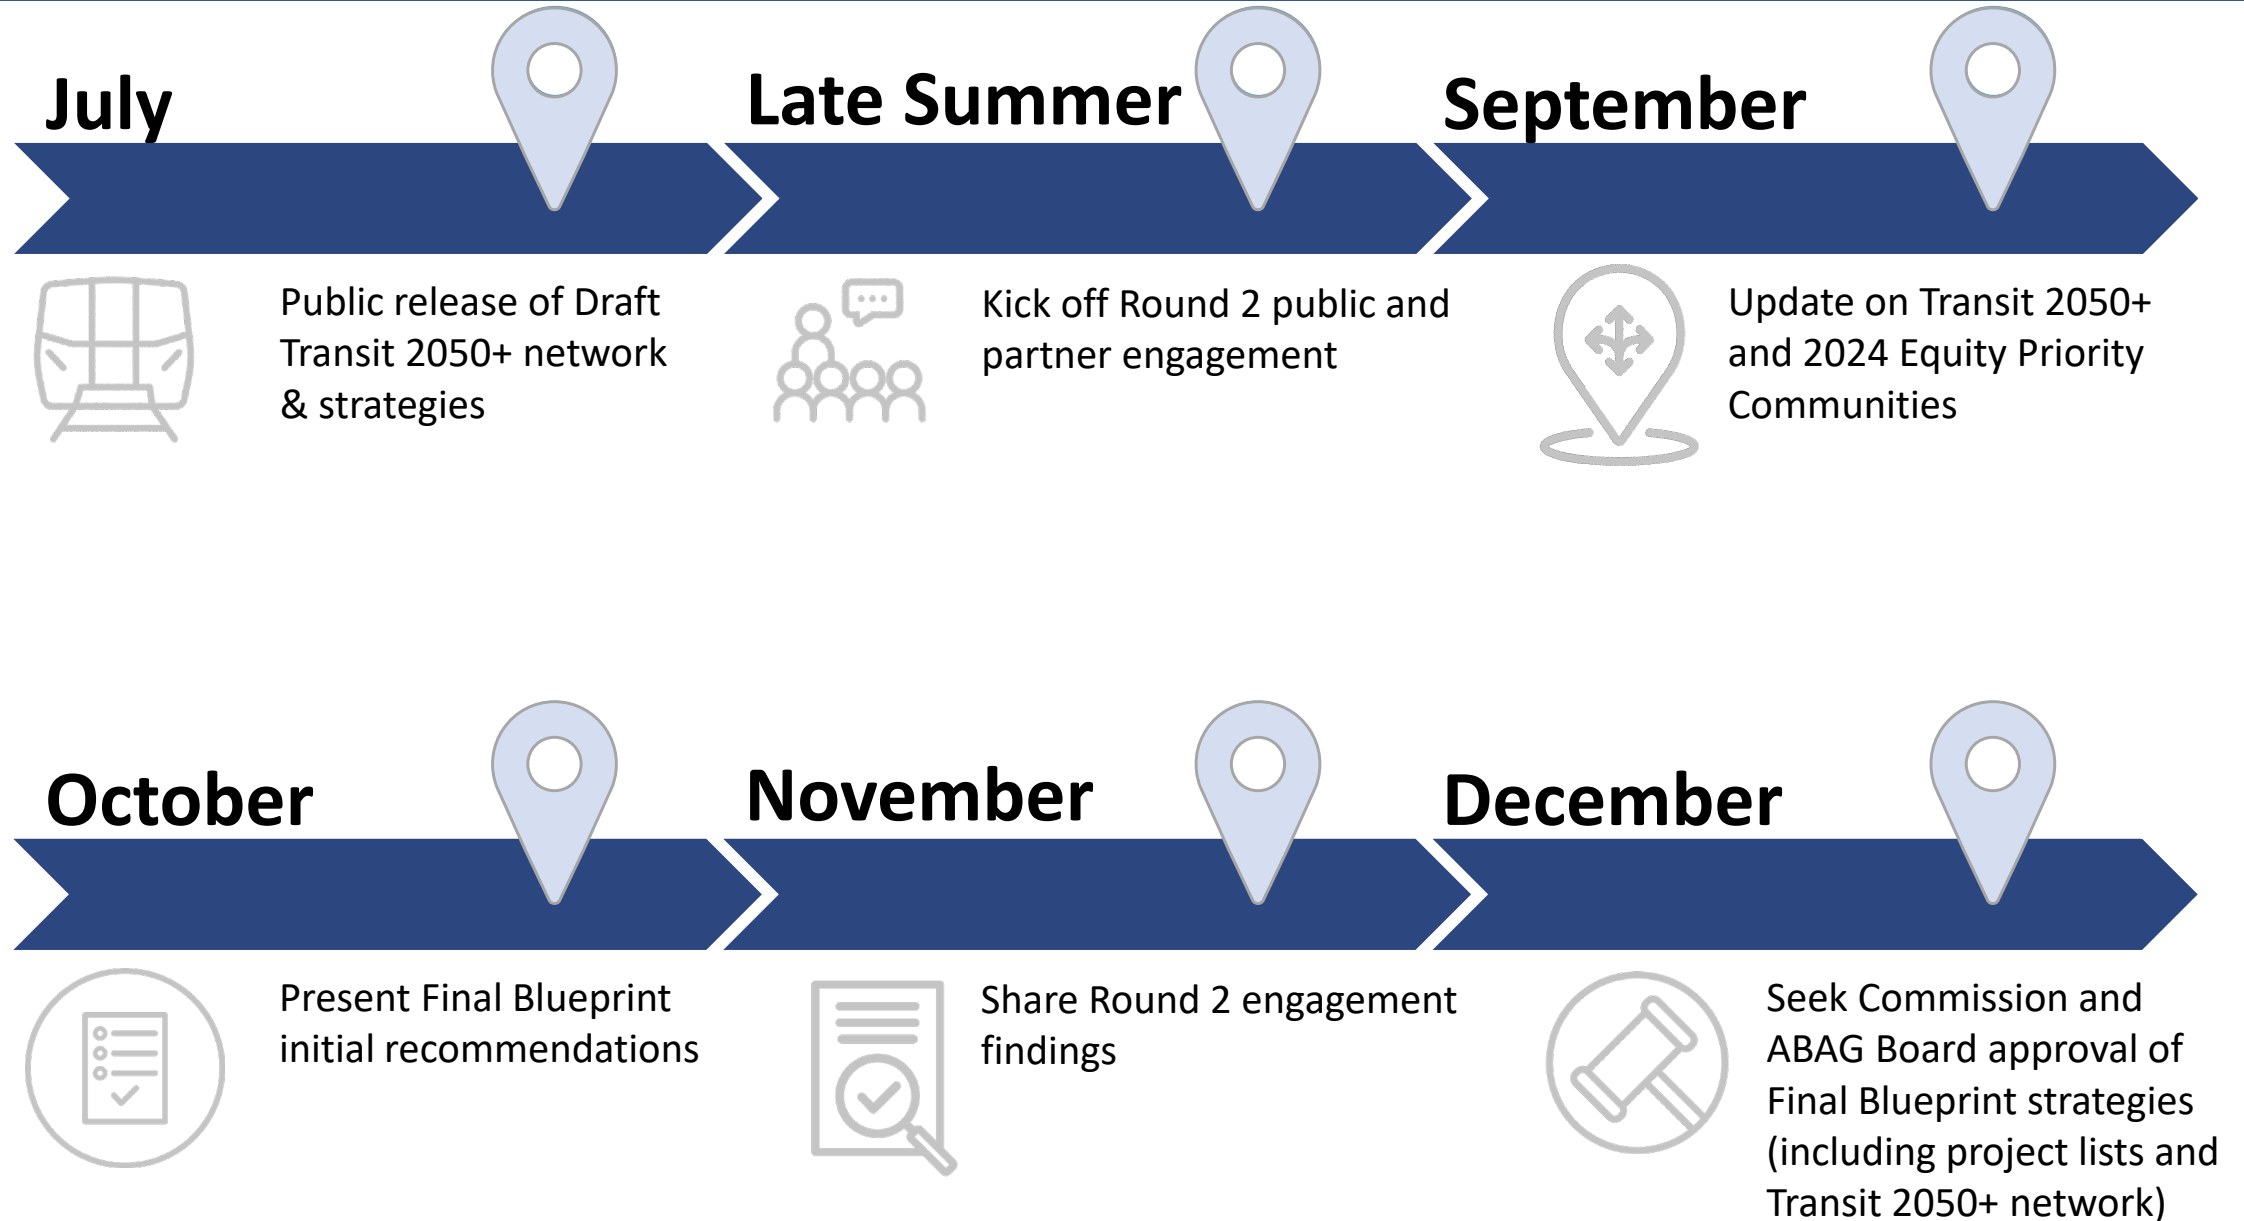 July
Late Summer
September
Public release of Draft
Transit 2050+ network
& strategies
Kick off Round 2 public and
partner engagement
Update on Transit 2050+
and 2024 Equity Priority
Communities
October
November
December
Present Final Blueprint
initial recommendations
Share Round 2 engagement
findings
Seek Commission and
ABAG Board approval of
Final Blueprint strategies
(including project lists and
Transit 2050+ network)